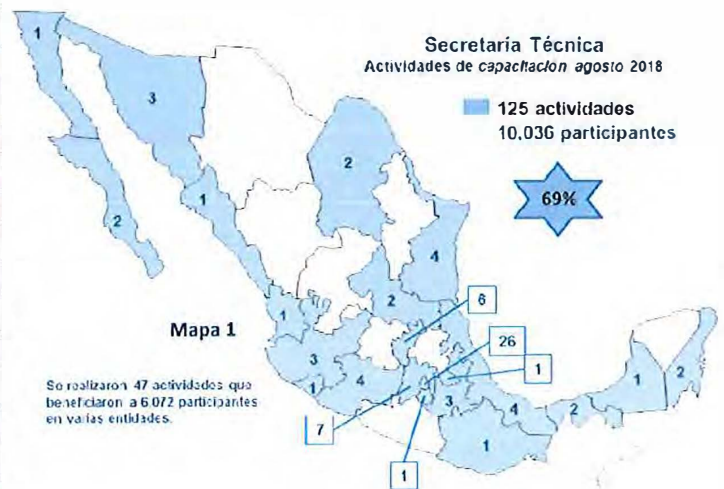 Secretaría Técnica
Actividades de capacitación agosto 2018
125 actividades
10,036 participantes
69%
1
3
2
1
2
4
2
6
1
Mapa 1
26
3
1
1
4
Se realizaron 47 actividades que
beneficiaron a 6,072 participantes
en varias entidades.
3
4
2
1
2
7
1
1